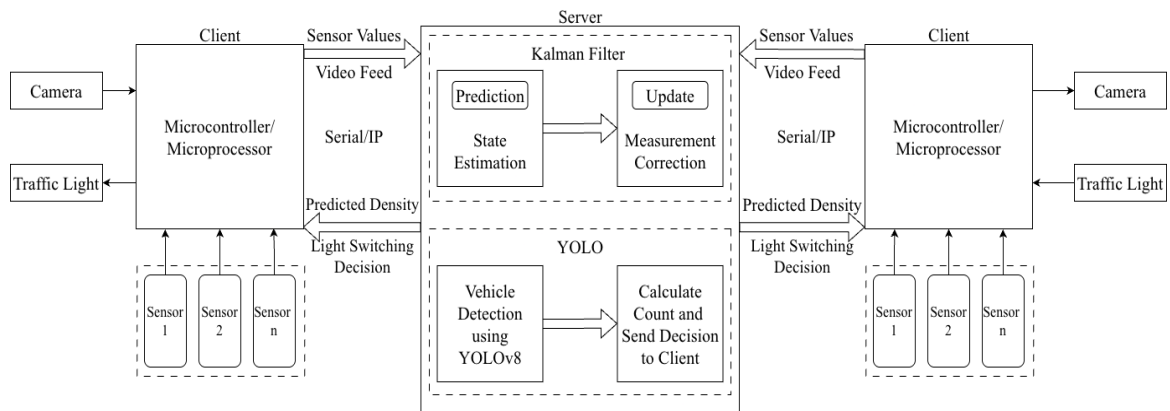 Server
Client
Sensor Values
Video Feed
Serial/IP
Predicted Density
Light Switching
Decision
Camera
Traffic Light
Microcontroller/
Microprocessor
Sensor
1
Sensor
2
Sensor
n
Kalman Filter
Prediction
State
Estimation
Update
Measurement
Correction
YOLO
Vehicle
Detection
using
YOLOv8
Calculate
Count and
Send Decision
to Client
Sensor Values
Video Feed
Serial/IP
Predicted Density
Light Switching
Decision
Client
Microcontroller/
Microprocessor
Camera
Traffic Light
Sensor
1
Sensor
2
Sensor
n